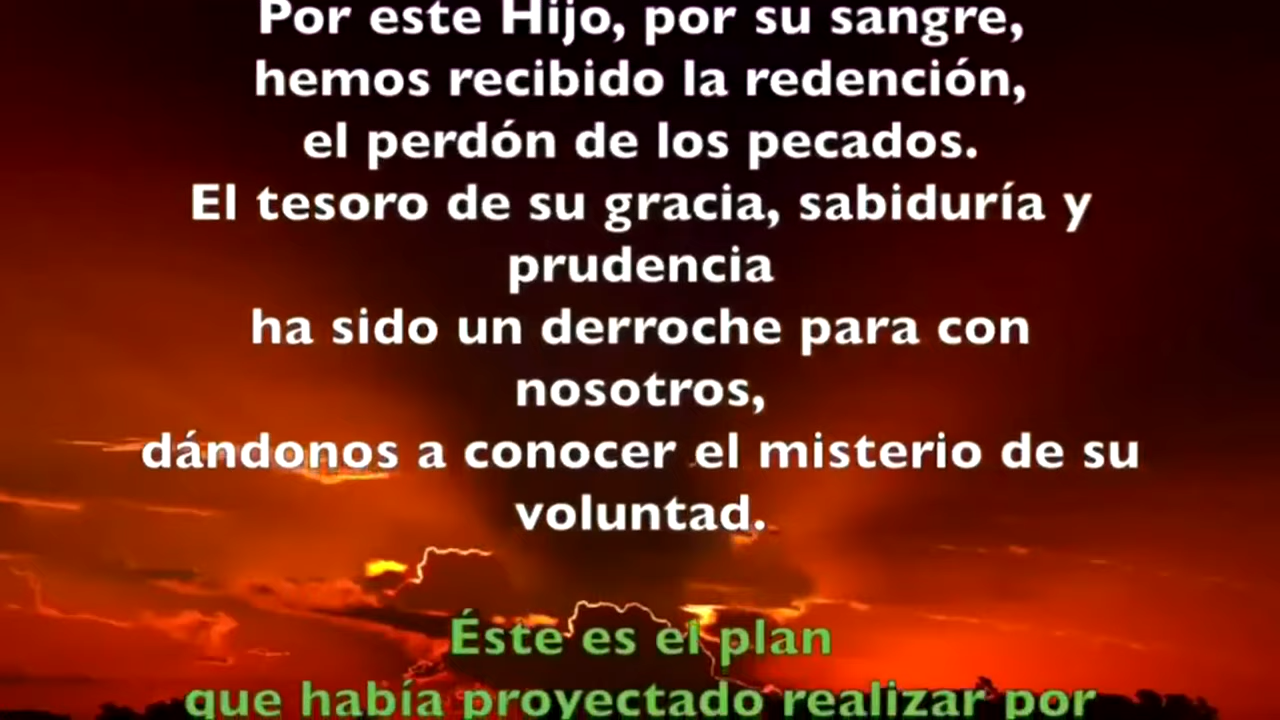 Por este Hijo, por su sangre,
hemos recibido la redención,
el perdón de los pecados.
El tesoro de su gracia, sabiduría y
prudencia
ha sido un derroche para con
nosotros,
dándonos a conocer el misterio de su
voluntad.
Éste es el plan
que había proyectado realizar por